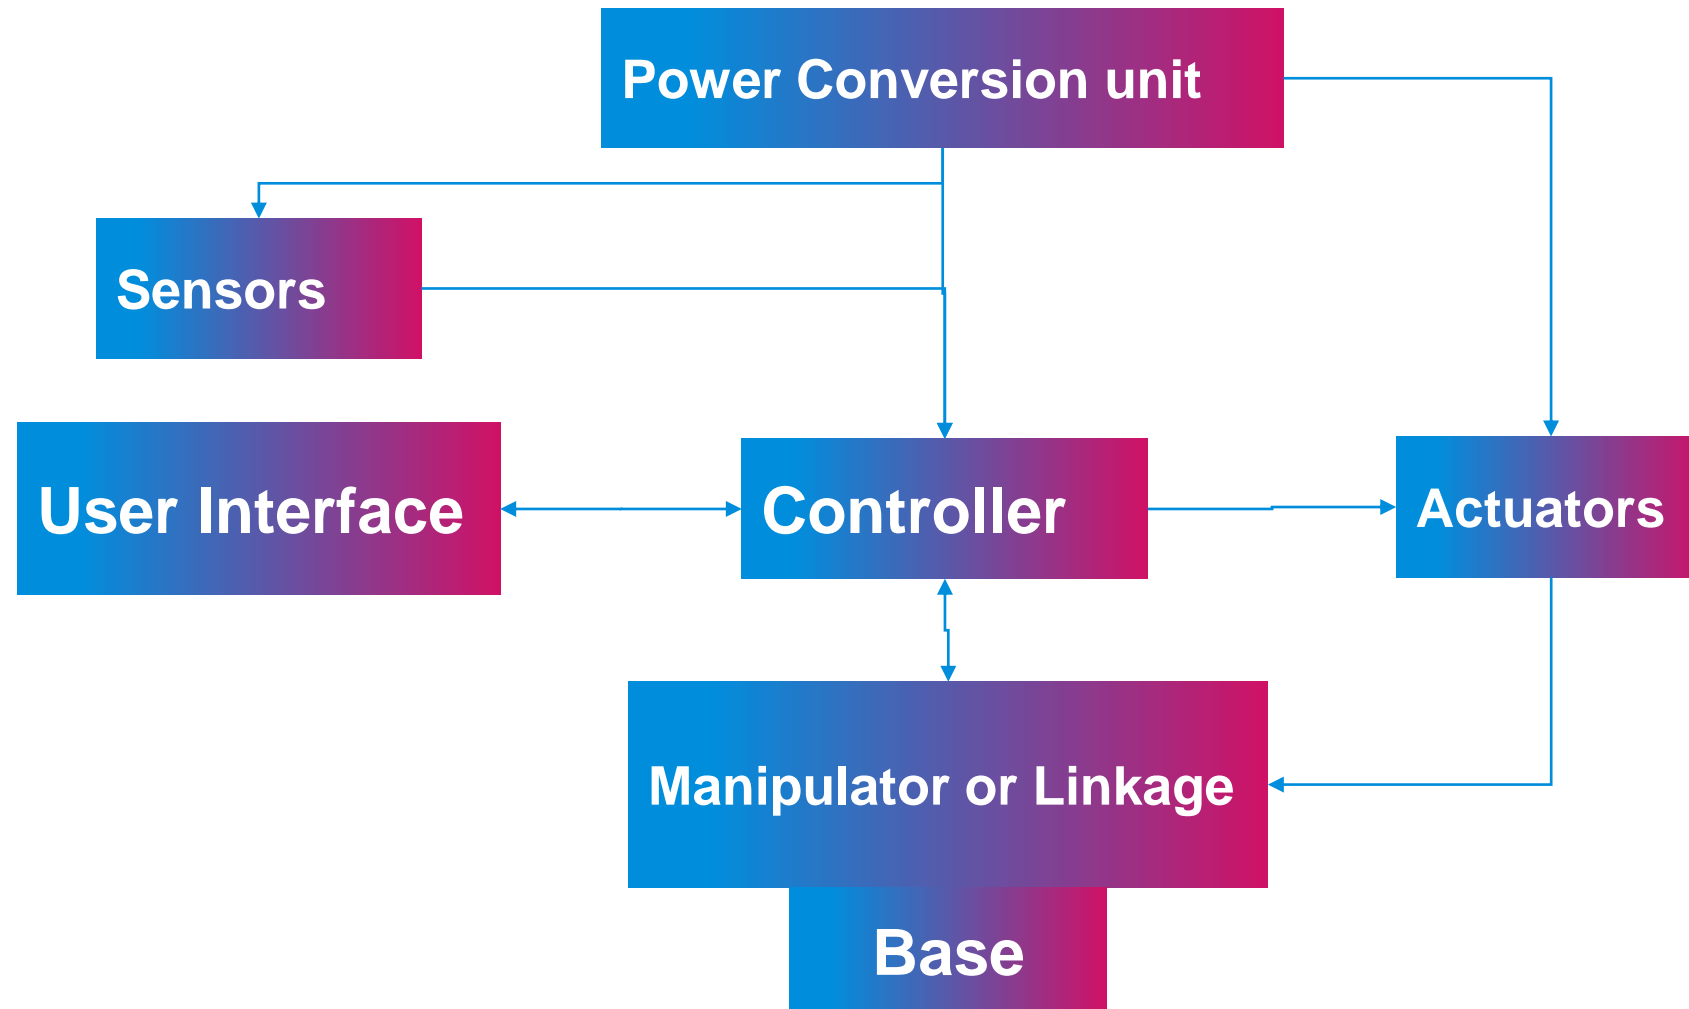 Power Conversion unit
Sensors
User Interface
Controller
Actuators
Manipulator or Linkage
Base